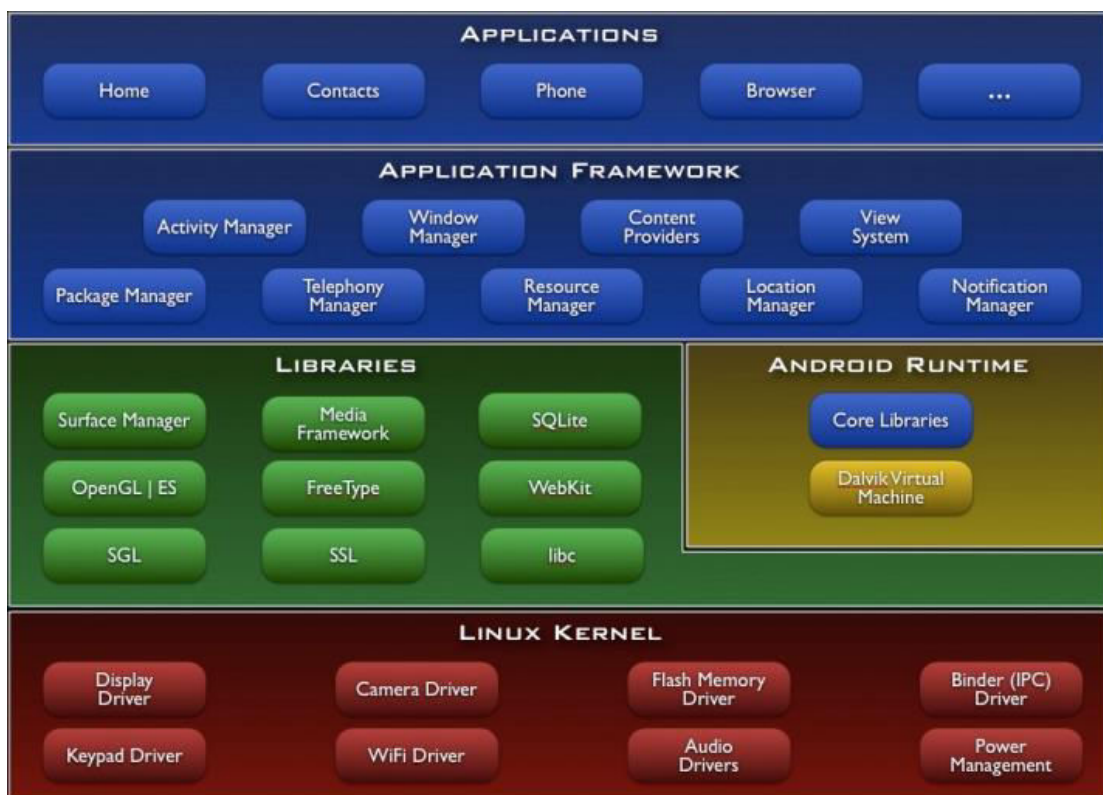 APPLICATIONS
Home
Contacts
Phone
Browser
...
APPLICATION FRAMEWORK
Activity Manager
Window
Manager
Content
Providers
View
System
Package Manager
Telephony
Manager
Resource
Manager
Location
Manager
Notification
Manager
LIBRARIES
Surface Manager
Media
Framework
SQLite
OpenGL | ES
FreeType
WebKit
SGL
SSL
libc
ANDROID RUNTIME
Core Libraries
Dalvik Virtual
Machine
LINUX KERNEL
Display
Driver
Camera Driver
Flash Memory
Driver
Binder (IPC)
Driver
Keypad Driver
WiFi Driver
Audio
Drivers
Power
Management